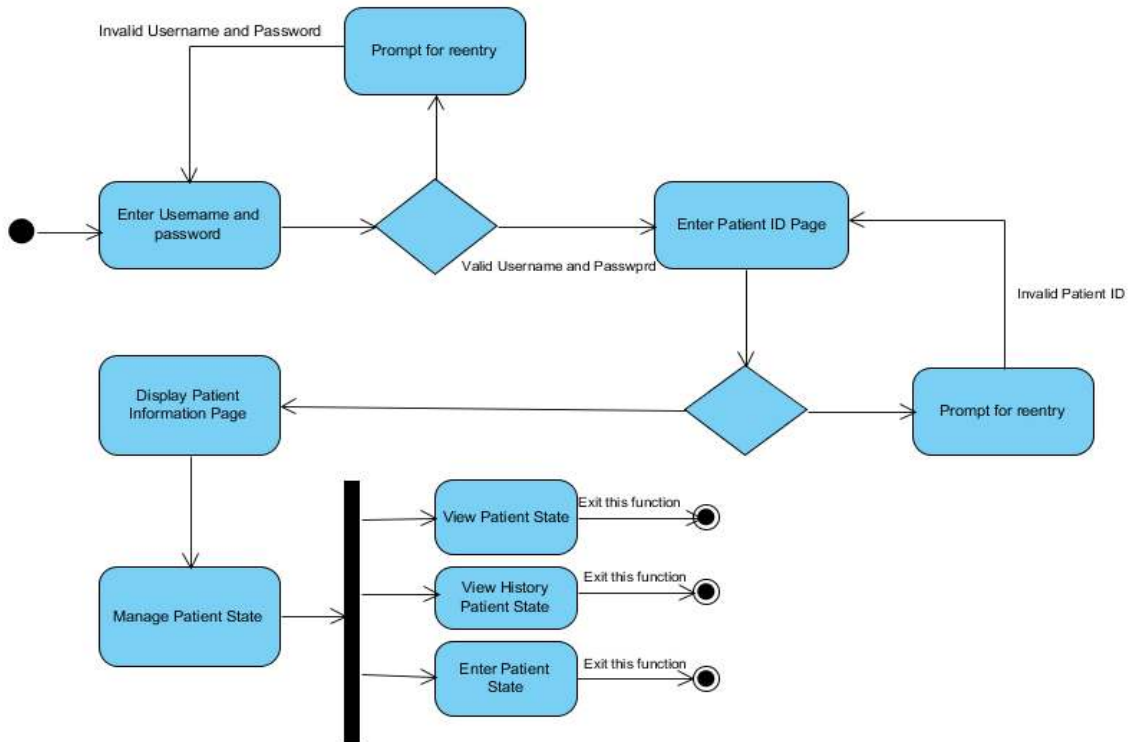 Invalid Username and Password
Prompt for reentry
Enter Username and
password
Valid Username and Passwprd
Enter Patient ID Page
Invalid Patient ID
Prompt for reentry
Display Patient
Information Page
Manage Patient State
View Patient State
Exit this function
View History
Patient State
Exit this function
Enter Patient
State
Exit this function